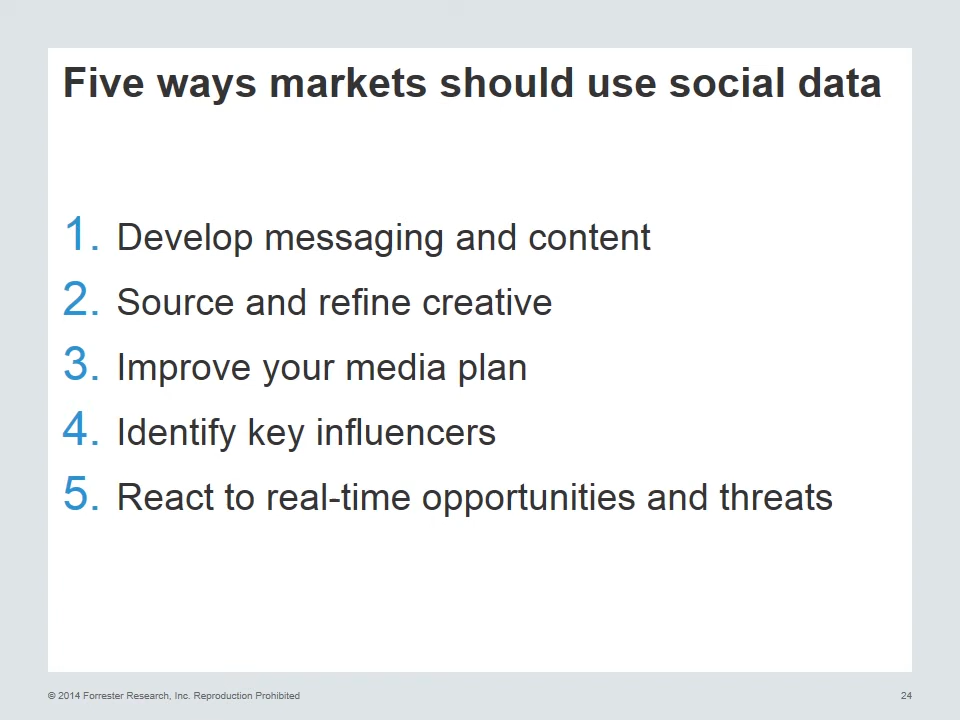 Five ways markets should use social data
1. Develop messaging and content
2. Source and refine creative
3. Improve your media plan
4. Identify key influencers
5. React to real-time opportunities and threats
© 2014 Forrester Research, Inc. Reproduction Prohibited
24